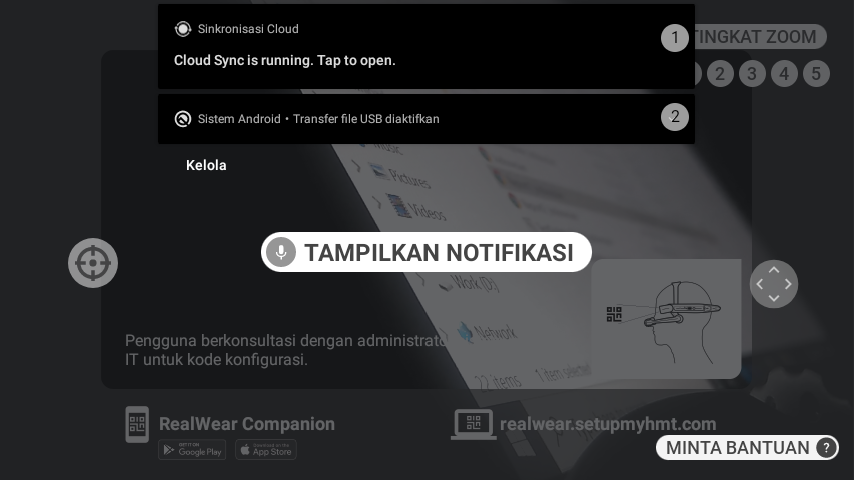 Sinkronisasi Cloud
Cloud Sync is running. Tap to open.
1
TINGKAT ZOOM
2 3 4 5
Sistem Android • Transfer file USB diaktifkan
2
Kelola
Pictures
Videos
TAMPILKAN NOTIFIKASI
Work (D:)
Network
Pengguna berkonsultasi dengan administrato
IT untuk kode konfigurasi.
22 items 1 item selected
RealWear Companion
realwear.setupmyhmt.com
GET IT ON
Google Play
Download on the
App Store
MINTA BANTUAN ?